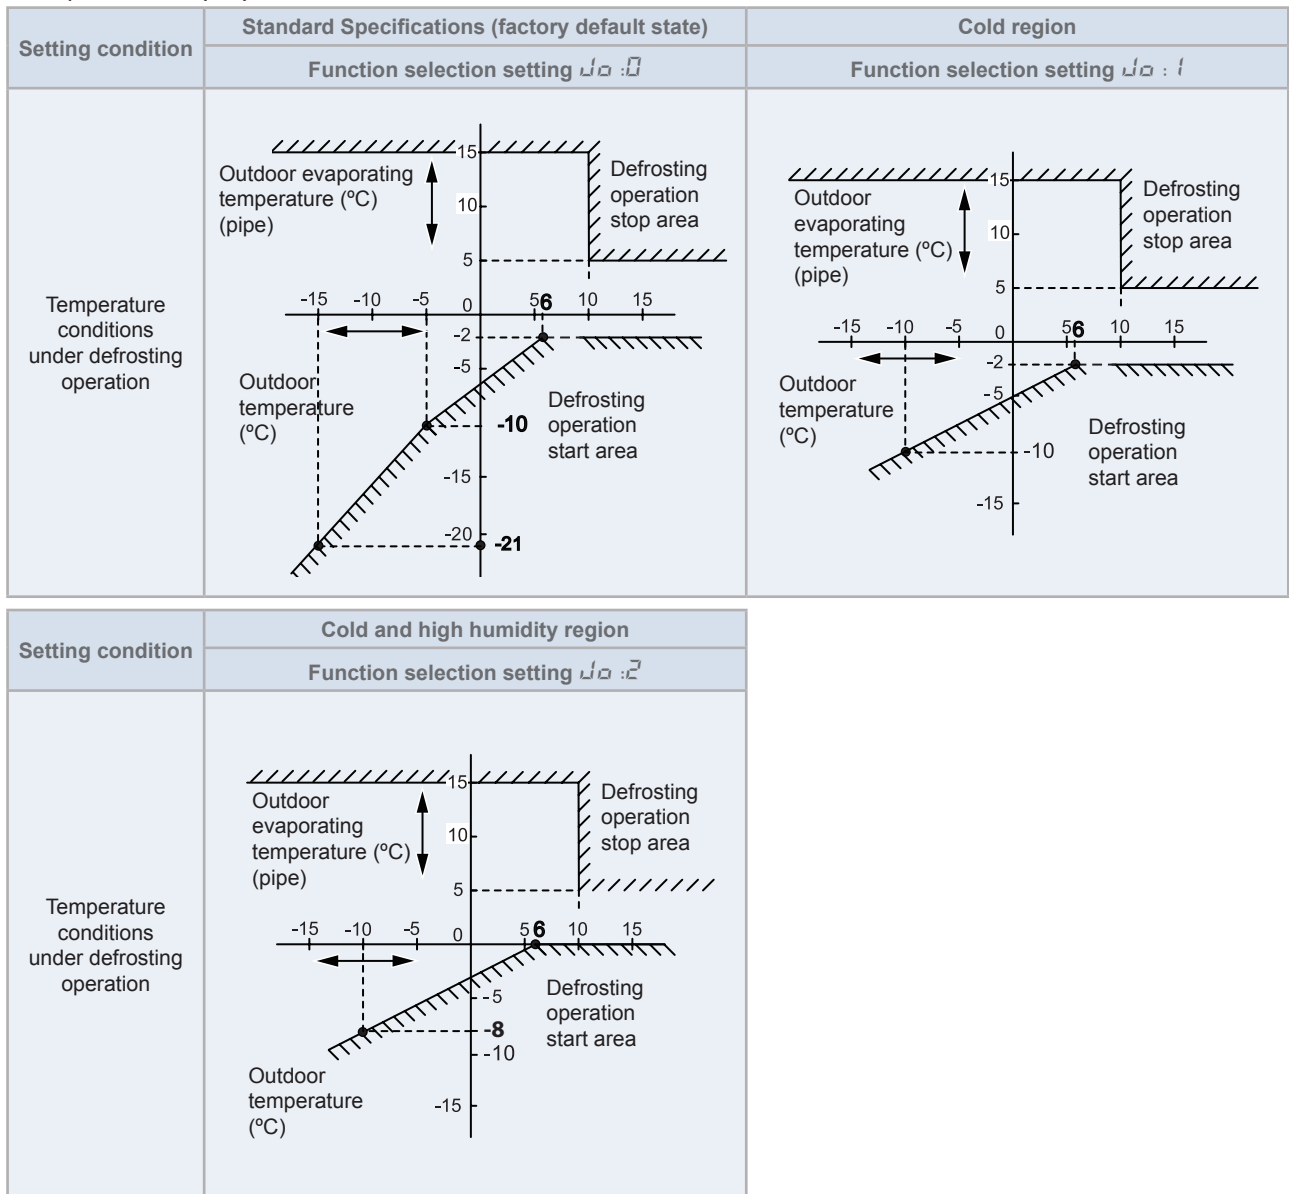 Setting condition
Standard Specifications (factory default state)
Cold region
Function selection setting Jo :0
Function selection setting Jo : 1
Temperature
conditions
under defrosting
operation
15
Outdoor evaporating
temperature (ºC)
(pipe)
10
5
Defrosting
operation
stop area
-15 -10 -5 0 5 6 10 15
-2
-5
Outdoor
temperature
(ºC)
-10
Defrosting
operation
start area
-15
-20
-21
15
Outdoor
evaporating
temperature (ºC)
(pipe)
10
5
Defrosting
operation
stop area
-15 -10 -5 0 5 6 10 15
-2
-5
Outdoor
temperature
(ºC)
-10
Defrosting
operation
start area
-15
Setting condition
Cold and high humidity region
Function selection setting Jo :2
Temperature
conditions
under defrosting
operation
15
Outdoor
evaporating
temperature (ºC)
(pipe)
10
5
Defrosting
operation
stop area
-15 -10 -5 0 5 6 10 15
-5
-8
-10
Defrosting
operation
start area
Outdoor
temperature
(ºC)
-15